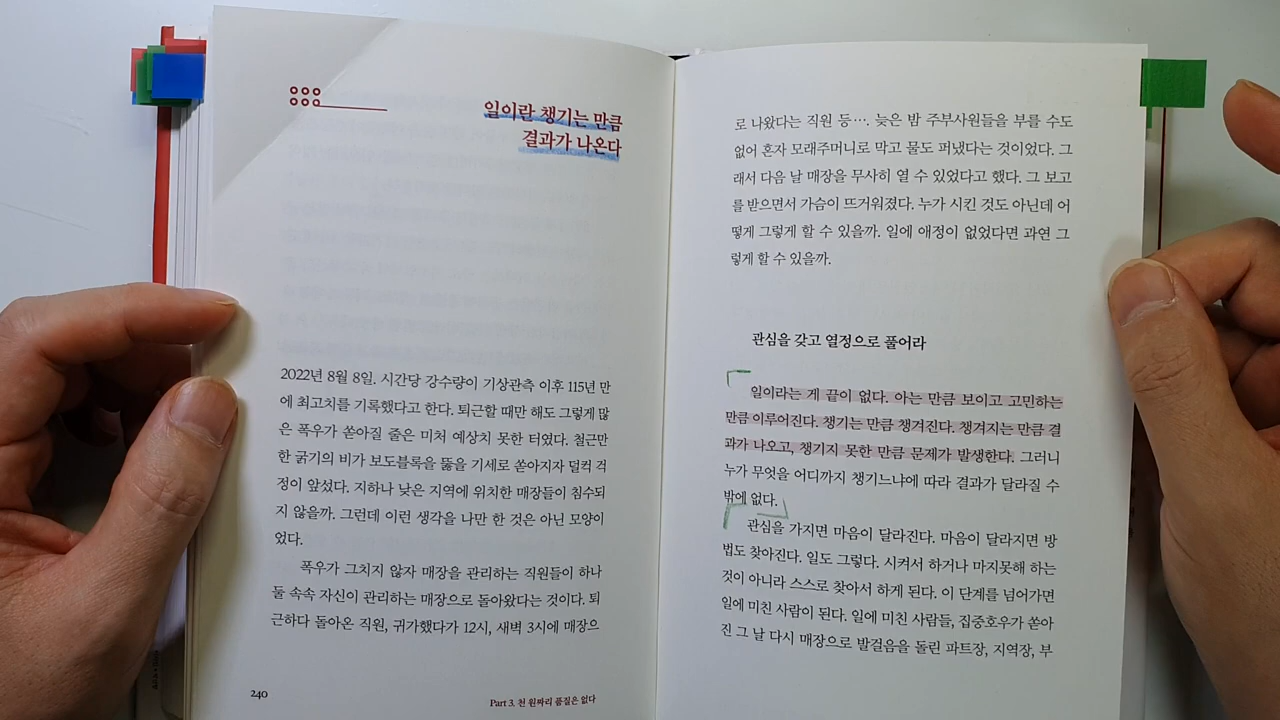 일이란 챙기는 만큼
결과가 나온다
2022년 8월 8일. 시간당 강수량이 기상관측 이후 115년 만
에 최고치를 기록했다고 한다. 퇴근할 때만 해도 그렇게 많
은 폭우가 쏟아질 줄은 미처 예상치 못한 터였다. 철근만
한 굵기의 비가 보도블록을 뚫을 기세로 쏟아지자 덜컥 걱
정이 앞섰다. 지하나 낮은 지역에 위치한 매장들이 침수되
지 않을까. 그런데 이런 생각을 나만 한 것은 아닌 모양이
었다.
폭우가 그치지 않자 매장을 관리하는 직원들이 하나
둘 속속 자신이 관리하는 매장으로 돌아왔다는 것이다. 퇴
근하다 돌아온 직원, 귀가했다가 12시, 새벽 3시에 매장으
240
Part 3. 천 원짜리 품질은 없다
로 나왔다는 직원 등…. 늦은 밤 주부사원들을 부를 수도
없어 혼자 모래주머니로 막고 물도 퍼냈다는 것이었다. 그
래서 다음 날 매장을 무사히 열 수 있었다고 했다. 그 보고
를 받으면서 가슴이 뜨거워졌다. 누가 시킨 것도 아닌데 어
떻게 그렇게 할 수 있을까. 일에 애정이 없었다면 과연 그
렇게 할 수 있을까.
관심을 갖고 열정으로 풀어라
일이라는 게 끝이 없다. 아는 만큼 보이고 고민하는
만큼 이루어진다. 챙기는 만큼 챙겨진다. 챙겨지는 만큼 결
과가 나오고, 챙기지 못한 만큼 문제가 발생한다. 그러니
누가 무엇을 어디까지 챙기느냐에 따라 결과가 달라질 수
밖에 없다.
관심을 가지면 마음이 달라진다. 마음이 달라지면 방
법도 찾아진다. 일도 그렇다. 시켜서 하거나 마지못해 하는
것이 아니라 스스로 찾아서 하게 된다. 이 단계를 넘어가면
일에 미친 사람이 된다. 일에 미친 사람들, 집중호우가 쏟아
진 그 날 다시 매장으로 발걸음을 돌린 파트장, 지역장, 부